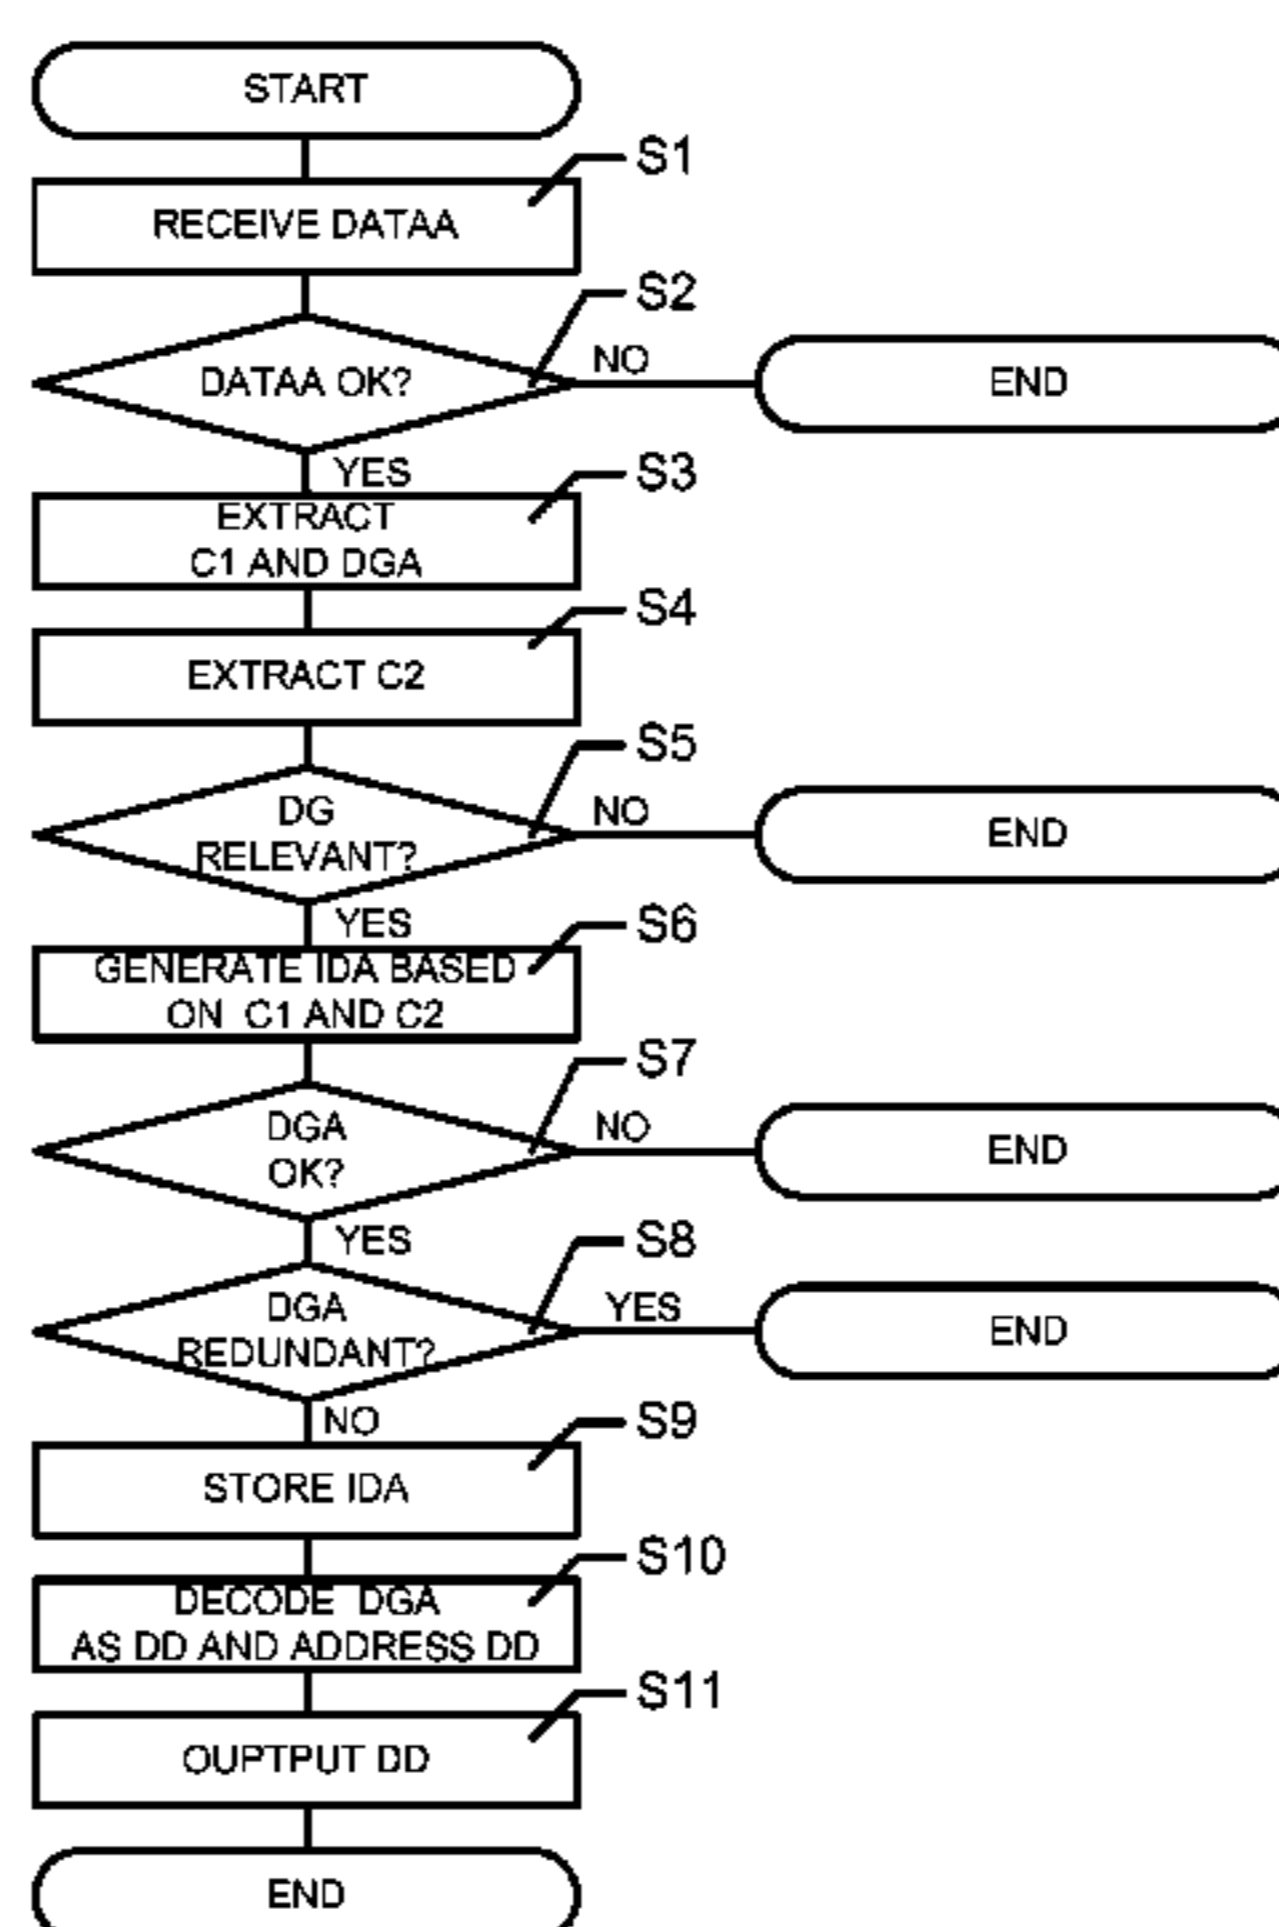 START
S1
RECEIVE DATAA
S2
DATAA OK?
NO
END
YES
S3
EXTRACT
C1 AND DGA
S4
EXTRACT C2
S5
DG
RELEVANT?
NO
END
YES
S6
GENERATE IDA BASED
ON C1 AND C2
S7
DGA
OK?
NO
END
YES
S8
DGA
REDUNDANT?
YES
END
NO
S9
STORE IDA
S10
DECODE DGA
AS DD AND ADDRESS DD
S11
OUPTPUT DD
END